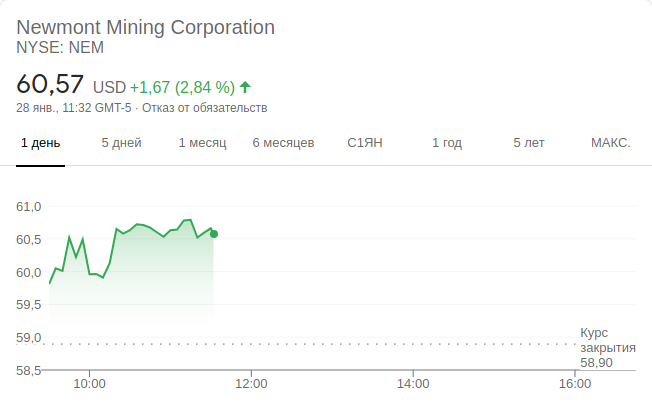 Newmont Mining Corporation
NYSE: NEM
60,57 USD +1,67 (2,84 %)
28 янв., 11:32 GMT-5 · Отказ от обязательств
1 день 5 дней 1 месяц 6 месяцев С1ЯН 1 год 5 лет МАКС.
61,0
60,5
60,0
59,5
59,0
58,5
Курс
закрытия
58,90
10:00 12:00 14:00 16:00